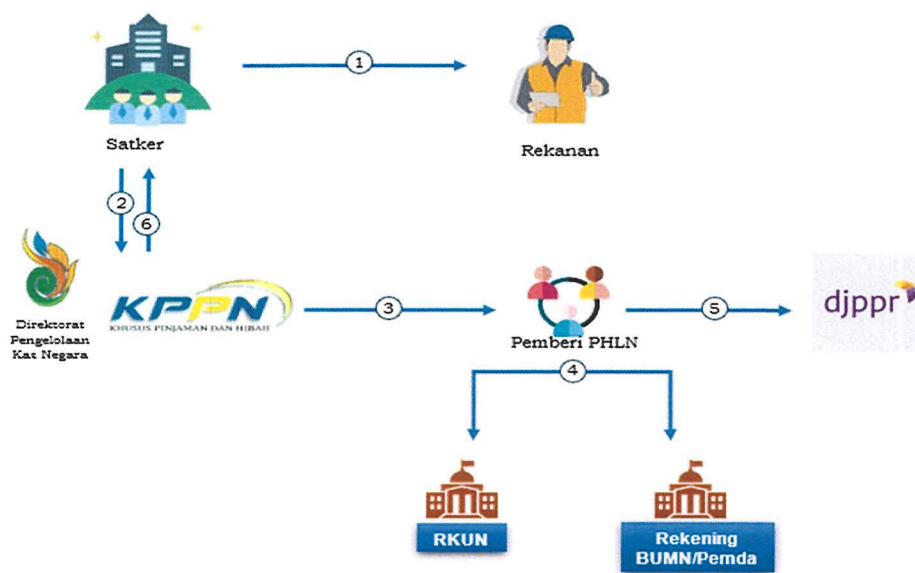 1
Satker
Rekanan
2
6
Direktorat
Pengelolaan
Kat Negara
KPPN
KHUSUS PINJAMAN DAN HIBAH
3
Pemberi PHLN
5
djppr
4
RKUN
Rekening
BUMN/Pemda